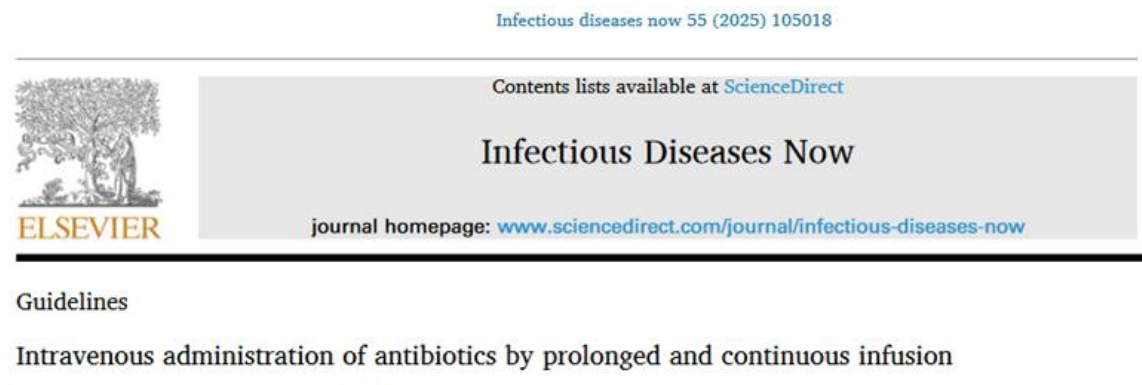 Infectious diseases now 55 (2025) 105018
Contents lists available at ScienceDirect
Infectious Diseases Now
ELSEVIER
journal homepage: www.sciencedirect.com/journal/infectious-diseases-now
Guidelines
Intravenous administration of antibiotics by prolonged and continuous infusion